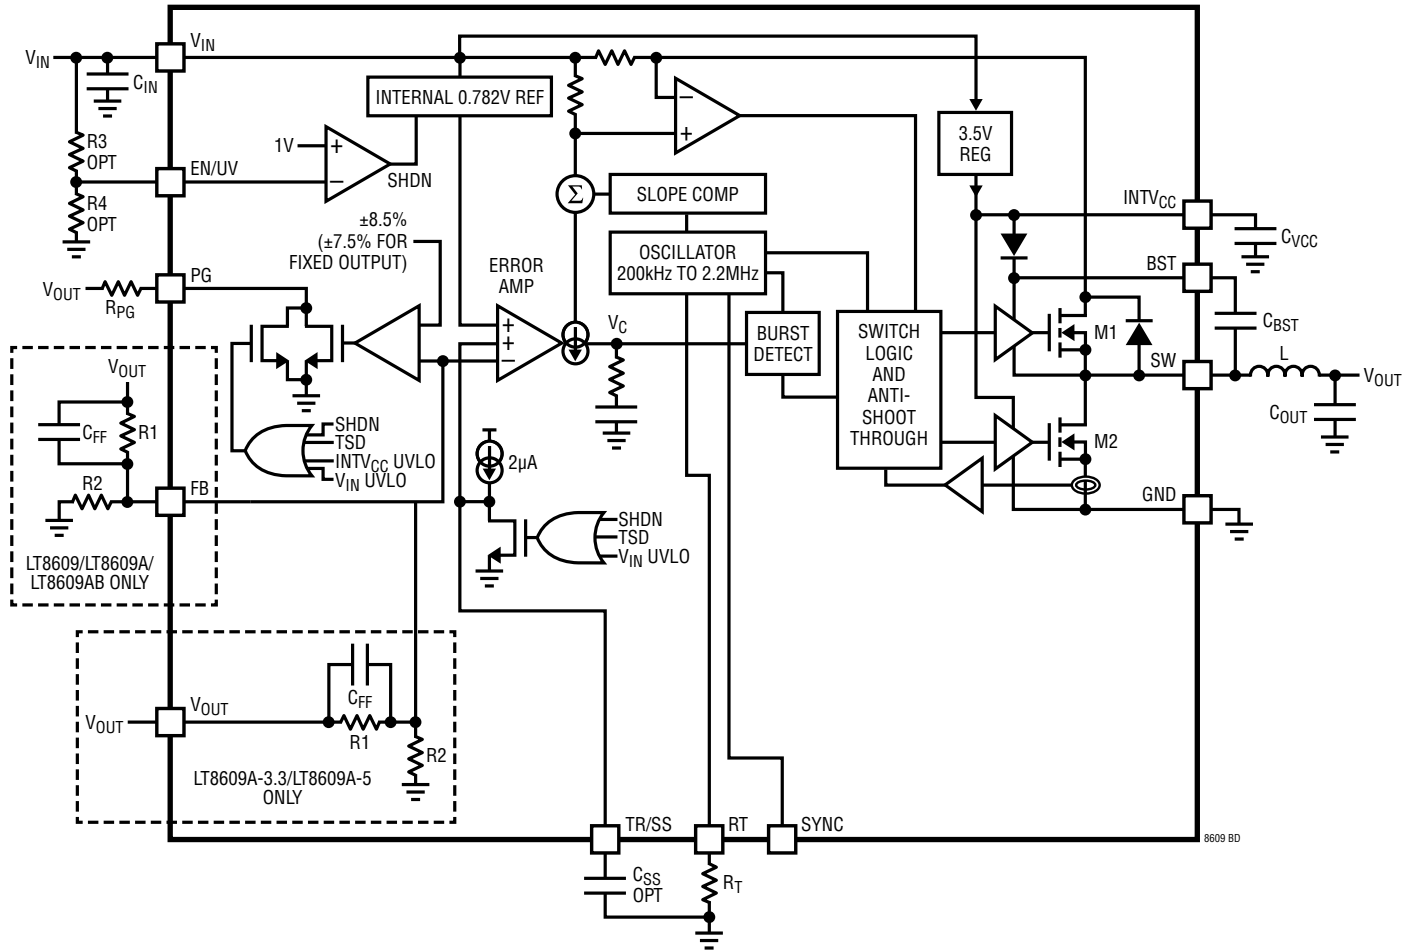 VIN
VIN
CIN
INTERNAL 0.782V REF
R3
OPT
1V
+
−
SHDN
EN/UV
R4
OPT
−
+
3.5V
REG
Σ
SLOPE COMP
INTVCC
CVCC
±8.5%
(±7.5% FOR
FIXED OUTPUT)
OSCILLATOR
200kHz TO 2.2MHz
BST
PG
VOUT
RPG
ERROR
AMP
+
+
−
VC
BURST
DETECT
SWITCH
LOGIC
AND
ANTI-
SHOOT
THROUGH
M1
CBST
SW
L
VOUT
COUT
M2
VOUT
CFF
R1
R2
FB
SHDN
TSD
INTVCC UVLO
VIN UVLO
2µA
GND
LT8609/LT8609A/
LT8609AB ONLY
SHDN
TSD
VIN UVLO
VOUT
VOUT
CFF
R1
R2
LT8609A-3.3/LT8609A-5
ONLY
TR/SS
RT
SYNC
8609 BD
CSS
OPT
RT